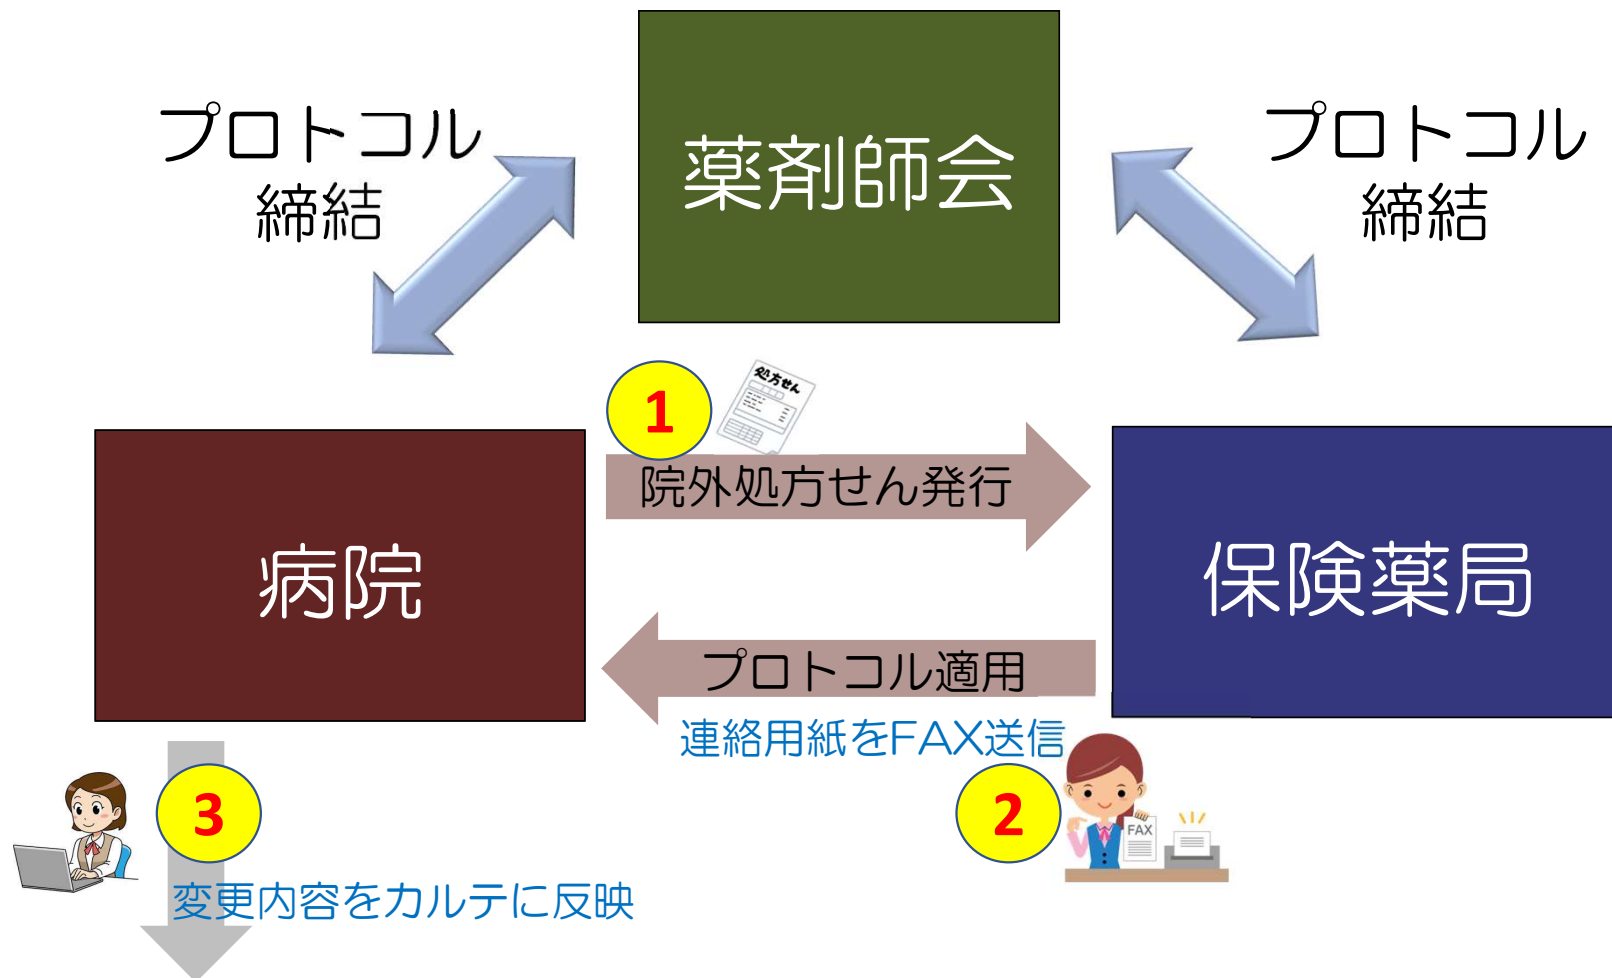 プロトコル
締結
薬剤師会
プロトコル
締結
1
処方せん
院外処方せん発行
病院
保険薬局
プロトコル適用
連絡用紙をFAX送信
2
FAX
3
変更内容をカルテに反映